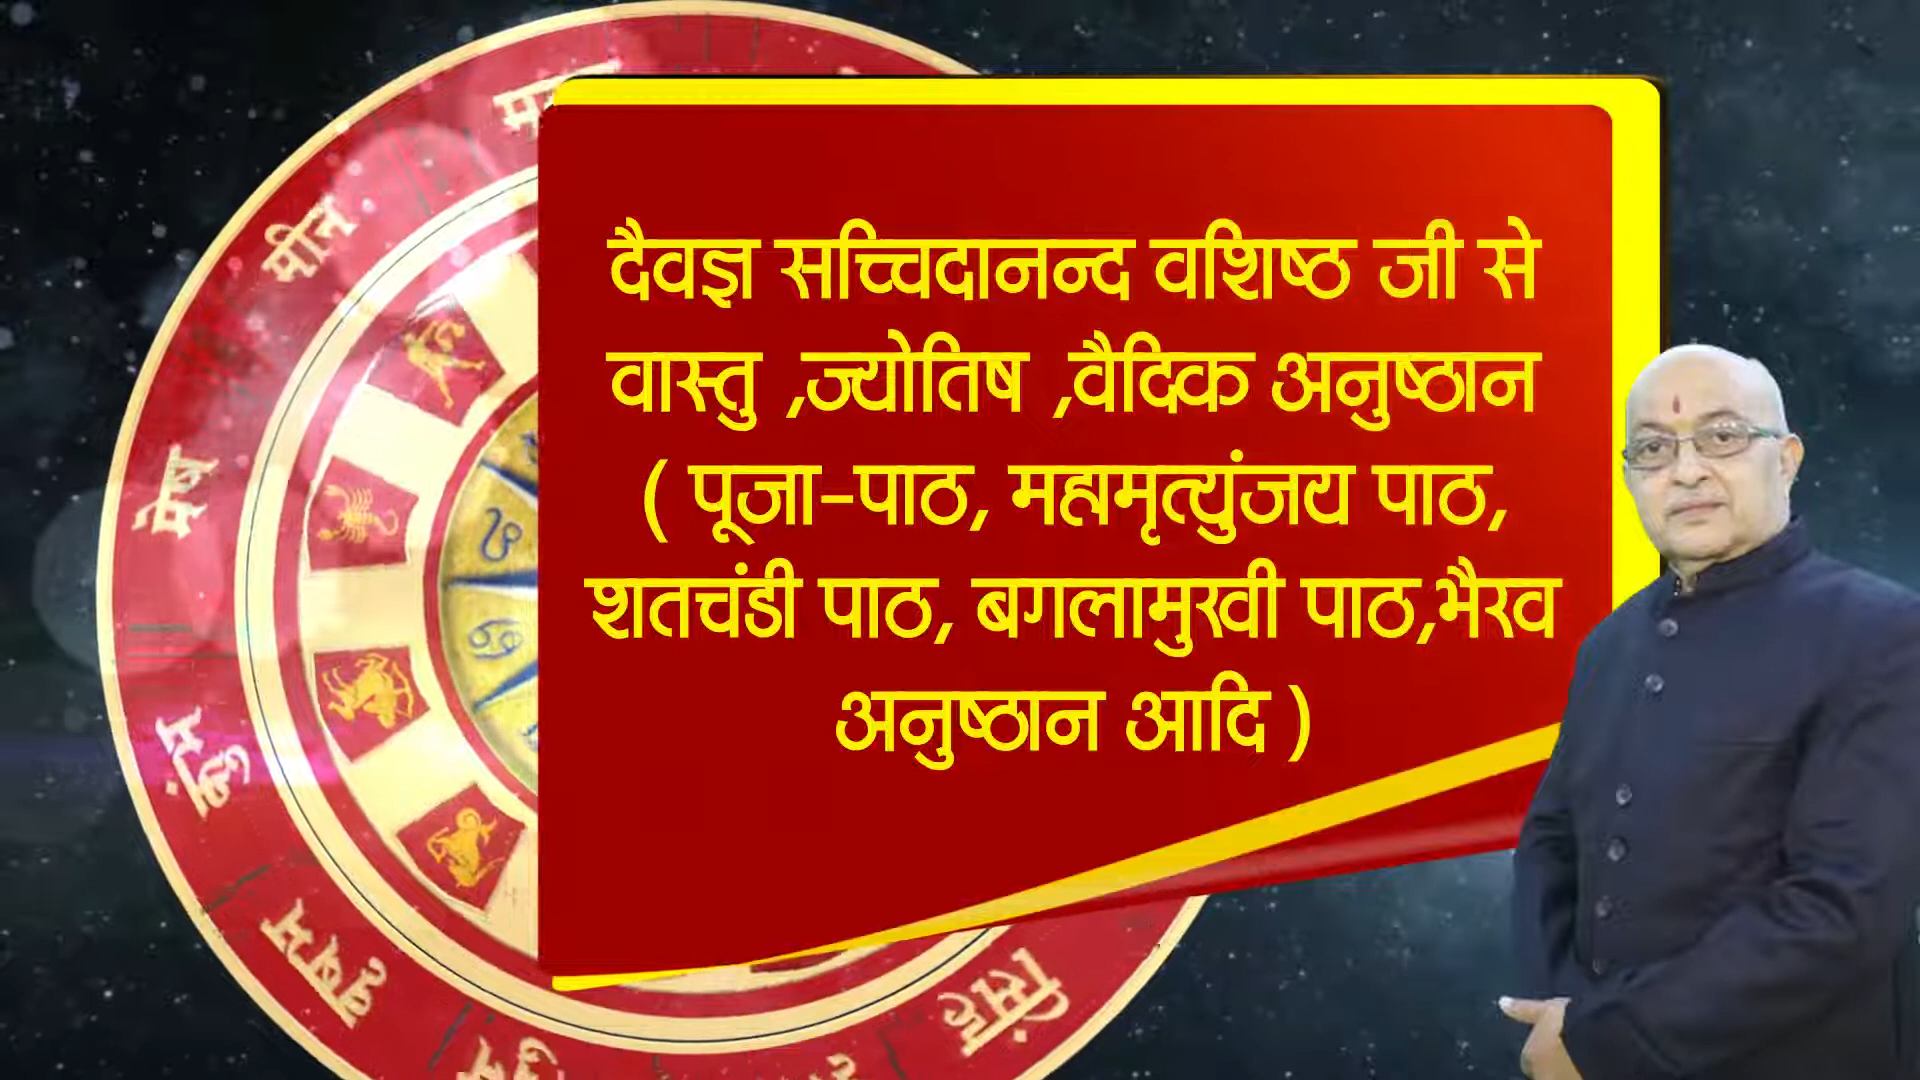 दैवज्ञ सच्चिदानन्द वशिष्ठ जी से
वास्तु ,ज्योतिष ,वैदिक अनुष्ठान
( पूजा-पाठ, महामृत्युंजय पाठ,
शतचंडी पाठ, बगलामुखी पाठ,भैरव
अनुष्ठान आदि )
मीन
मेष
कुंभ
सिंह